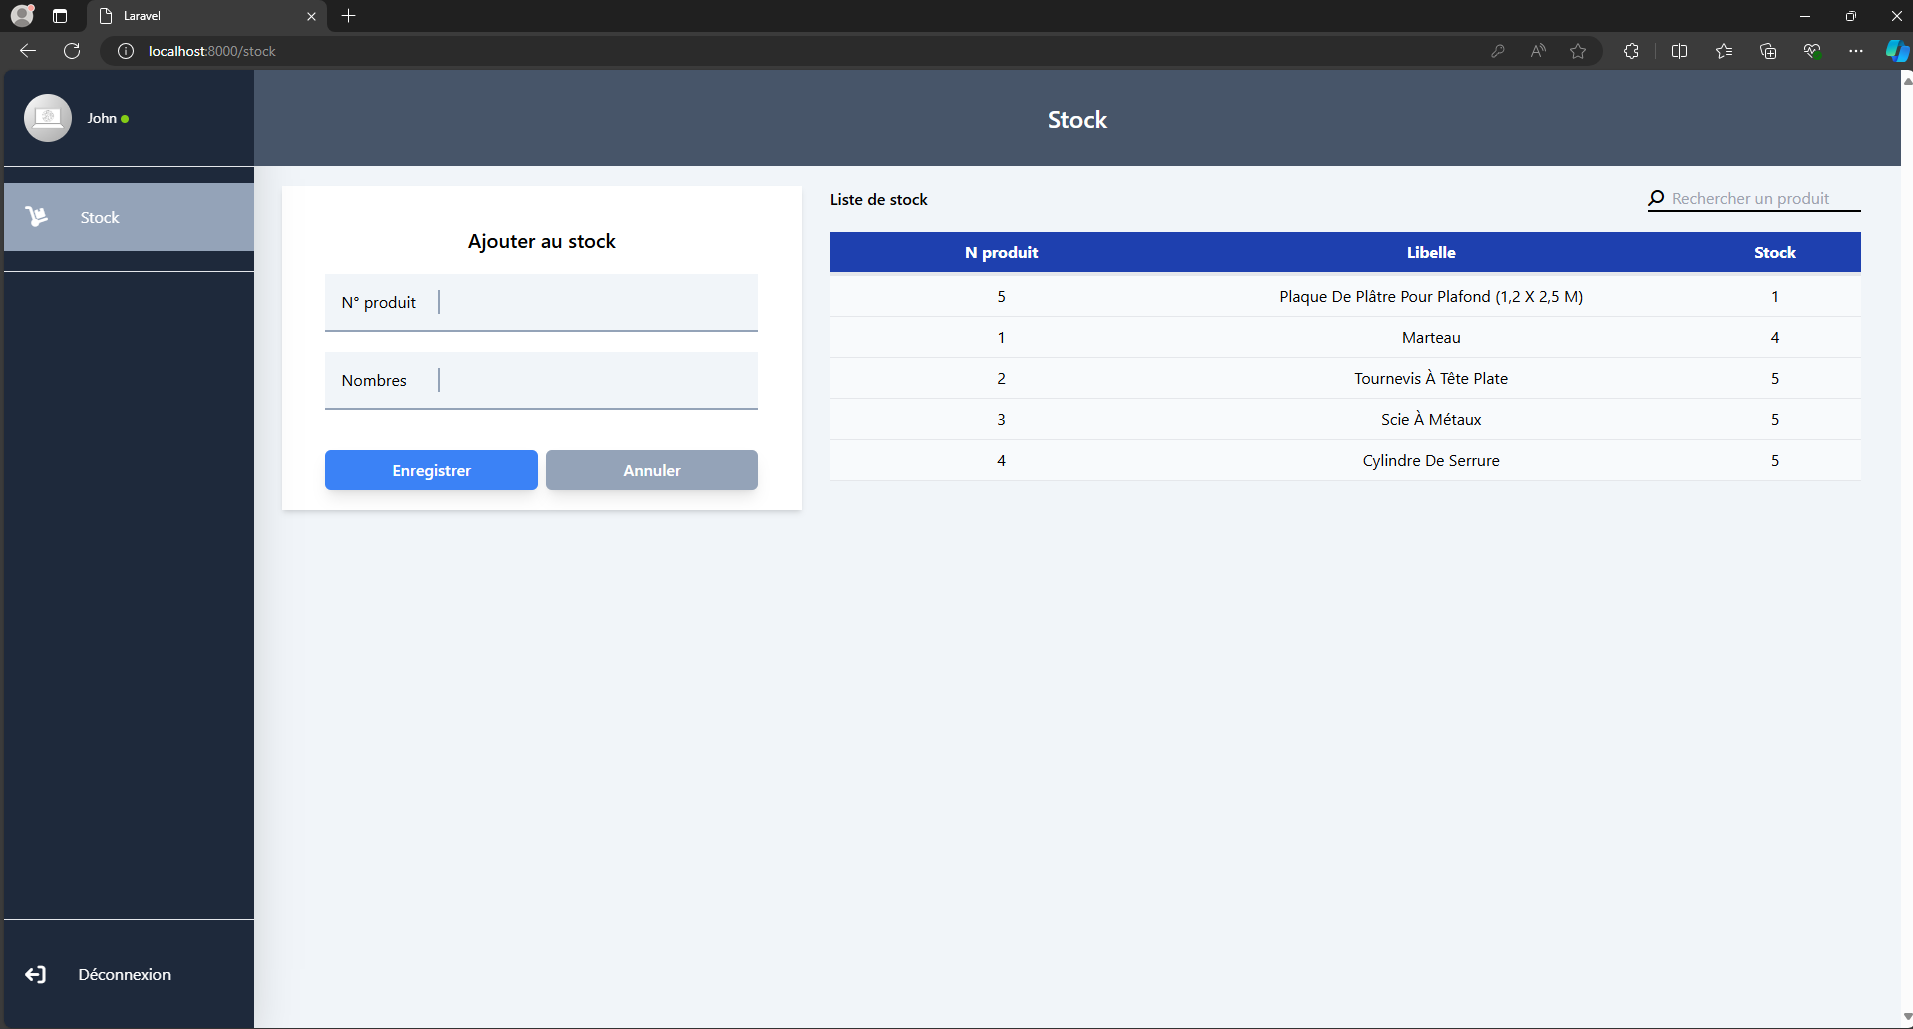 Laravel
localhost:8000/stock
John
Stock
Stock
Ajouter au stock
N° produit
Nombres
Enregistrer Annuler
Liste de stock
Rechercher un produit
N produit Libelle Stock
5 Plaque De Plâtre Pour Plafond (1,2 X 2,5 M) 1
1 Marteau 4
2 Tournevis À Tête Plate 5
3 Scie À Métaux 5
4 Cylindre De Serrure 5
Déconnexion